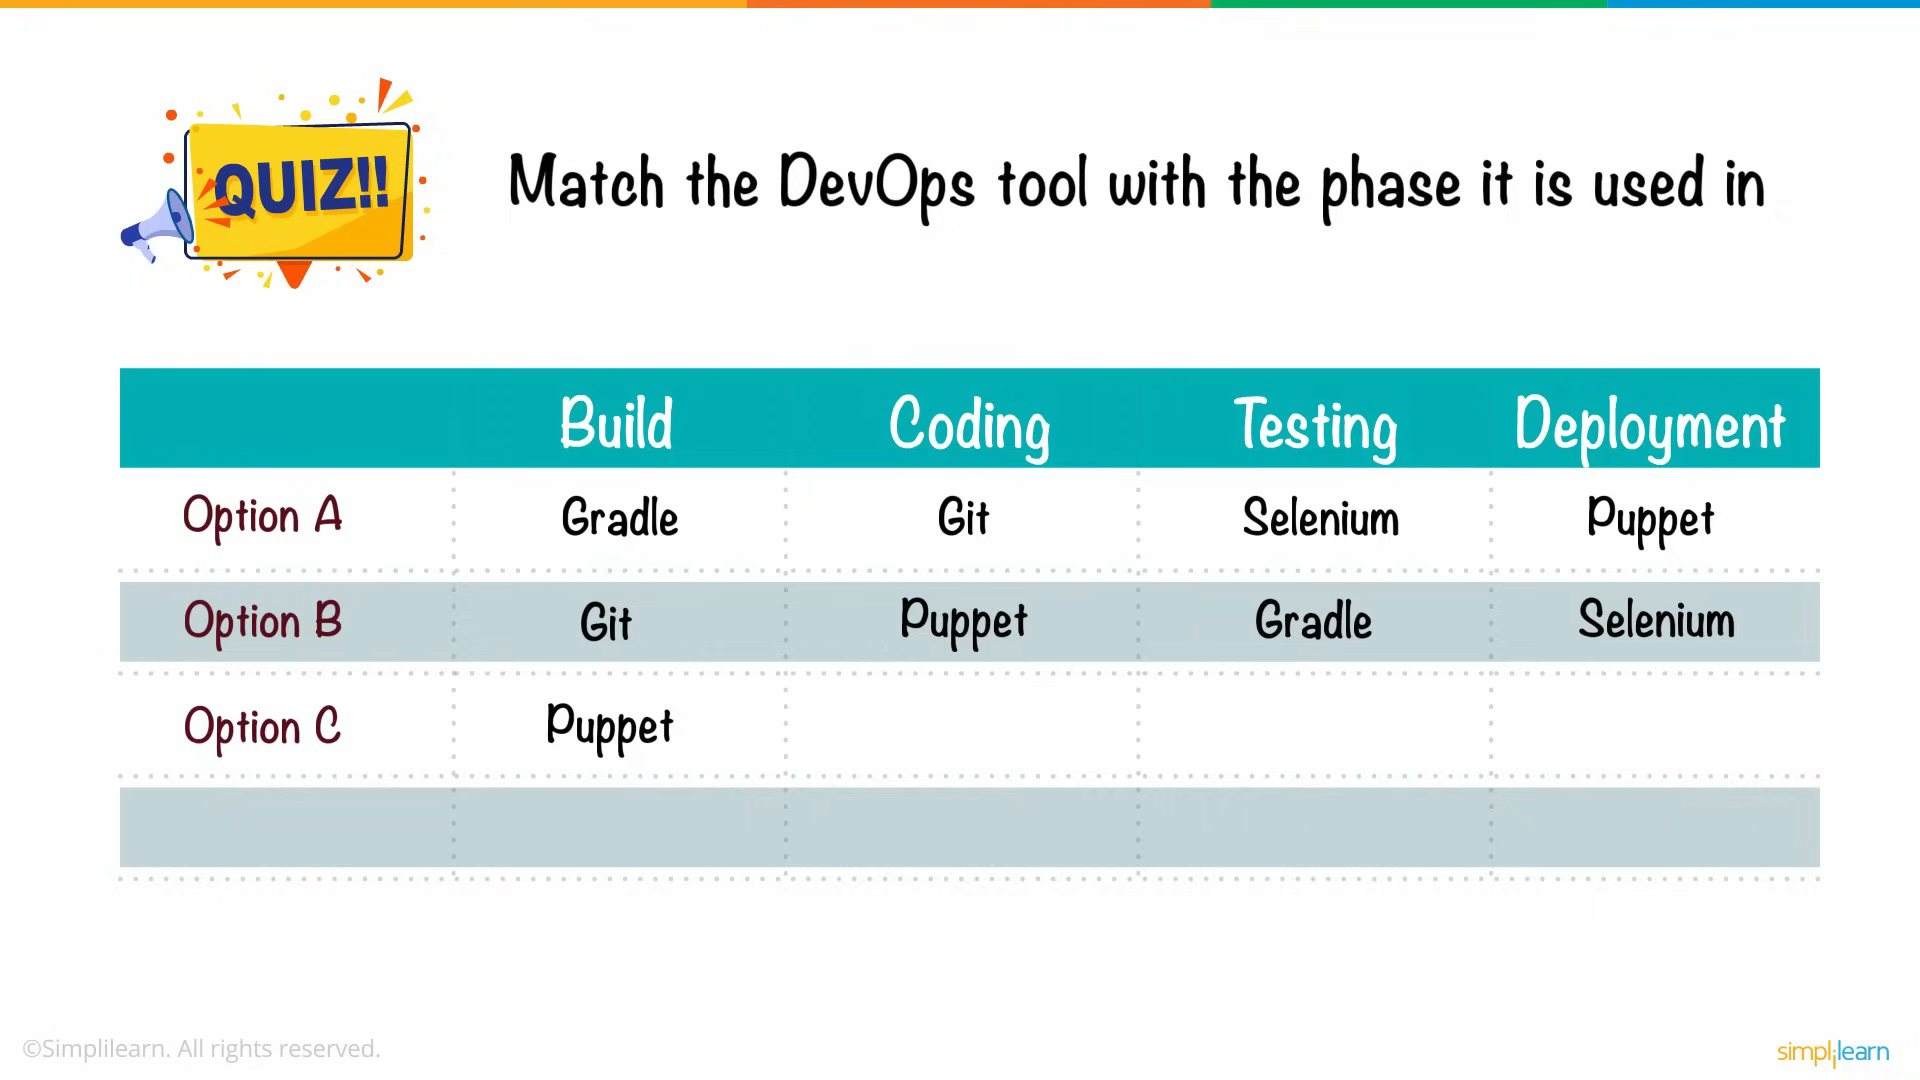 QUIZ!!
Match the DevOps tool with the phase it is used in
Build Coding Testing Deployment
Option A Gradle Git Selenium Puppet
Option B Git Puppet Gradle Selenium
Option C Puppet
©Simplilearn. All rights reserved.
simplilearn